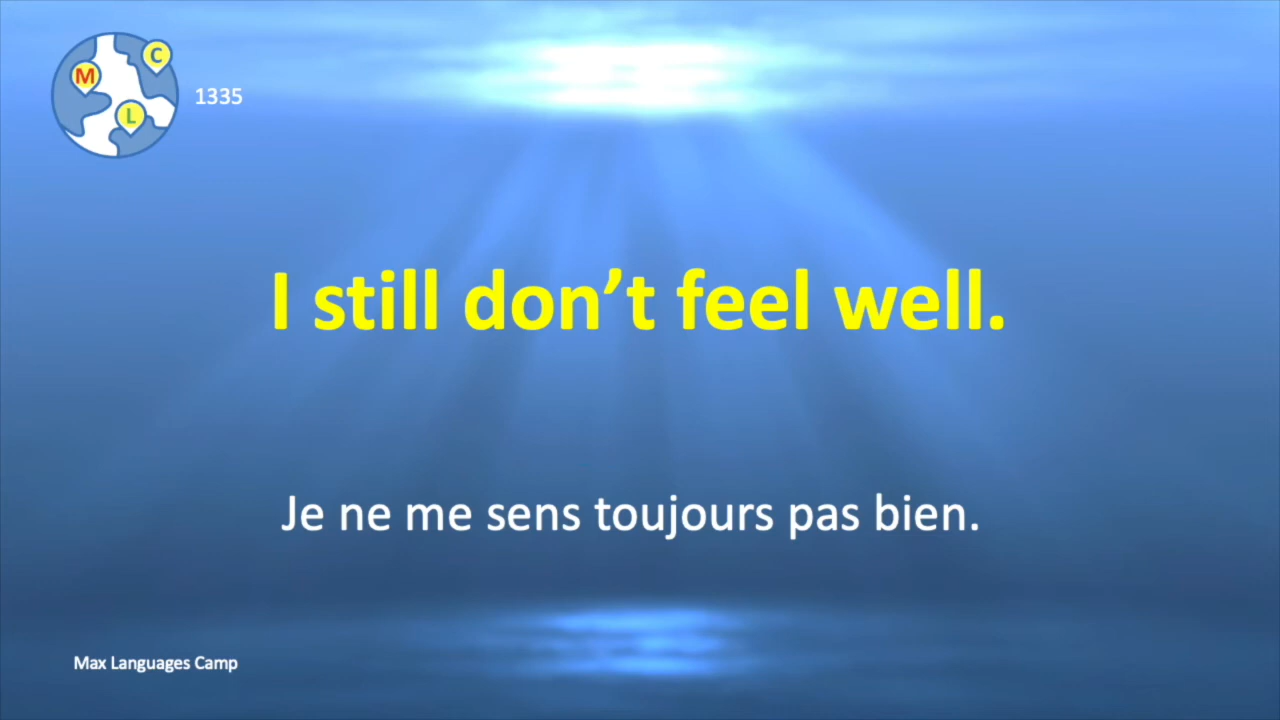 M
C
L
1335
I still don’t feel well.
Je ne me sens toujours pas bien.
Max Languages Camp